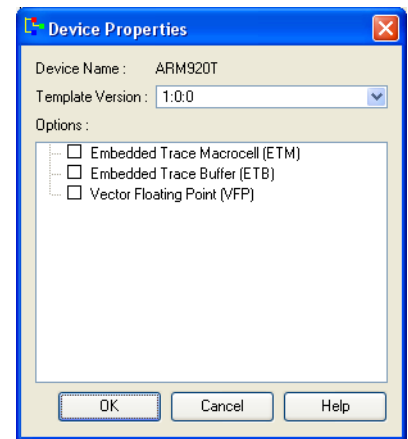 Device Properties
Device Name : ARM920T
Template Version : 1:0:0
Options :
Embedded Trace Macrocell (ETM)
Embedded Trace Buffer (ETB)
Vector Floating Point (VFP)
OK Cancel Help